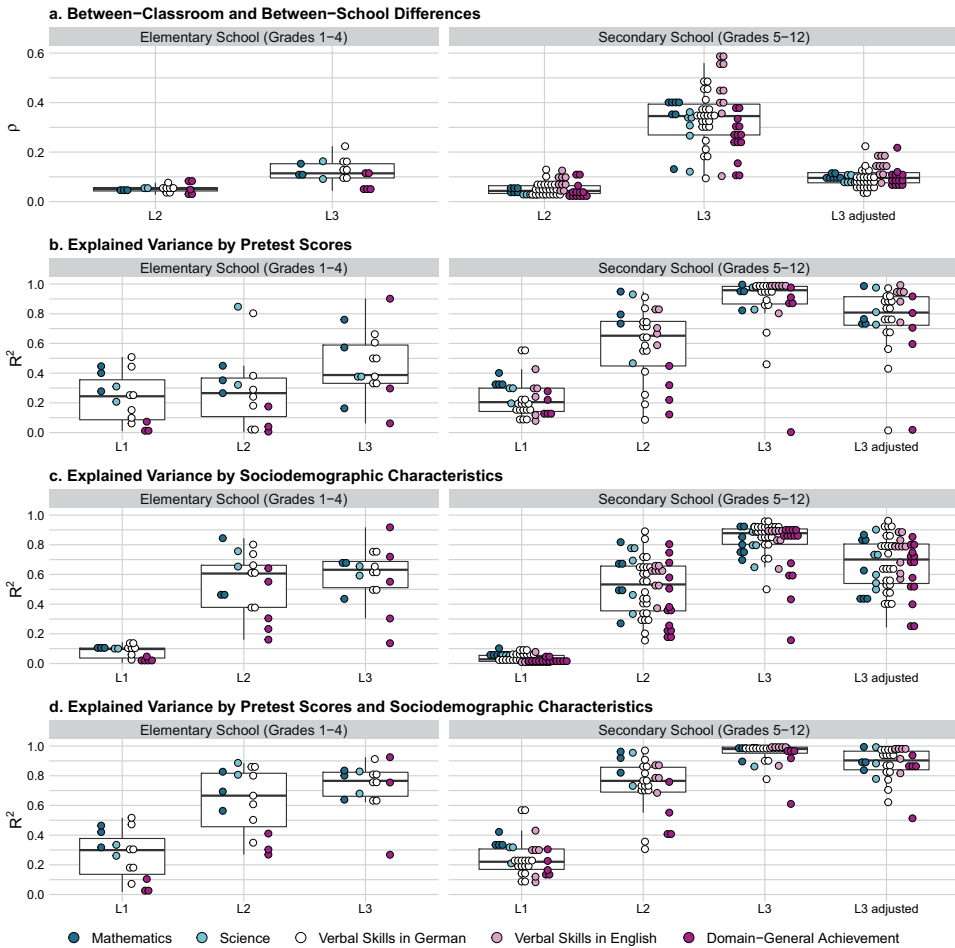 a. Between−Classroom and Between−School Differences
Elementary School (Grades 1−4)
Secondary School (Grades 5−12)
ρ
0.6
0.4
0.2
0.0
L2
L3
L2
L3
L3 adjusted
b. Explained Variance by Pretest Scores
Elementary School (Grades 1−4)
Secondary School (Grades 5−12)
R²
1.0
0.8
0.6
0.4
0.2
0.0
L1
L2
L3
L1
L2
L3
L3 adjusted
c. Explained Variance by Sociodemographic Characteristics
Elementary School (Grades 1−4)
Secondary School (Grades 5−12)
R²
1.0
0.8
0.6
0.4
0.2
0.0
L1
L2
L3
L1
L2
L3
L3 adjusted
d. Explained Variance by Pretest Scores and Sociodemographic Characteristics
Elementary School (Grades 1−4)
Secondary School (Grades 5−12)
R²
1.0
0.8
0.6
0.4
0.2
0.0
L1
L2
L3
L1
L2
L3
L3 adjusted
Mathematics Science Verbal Skills in German Verbal Skills in English Domain−General Achievement